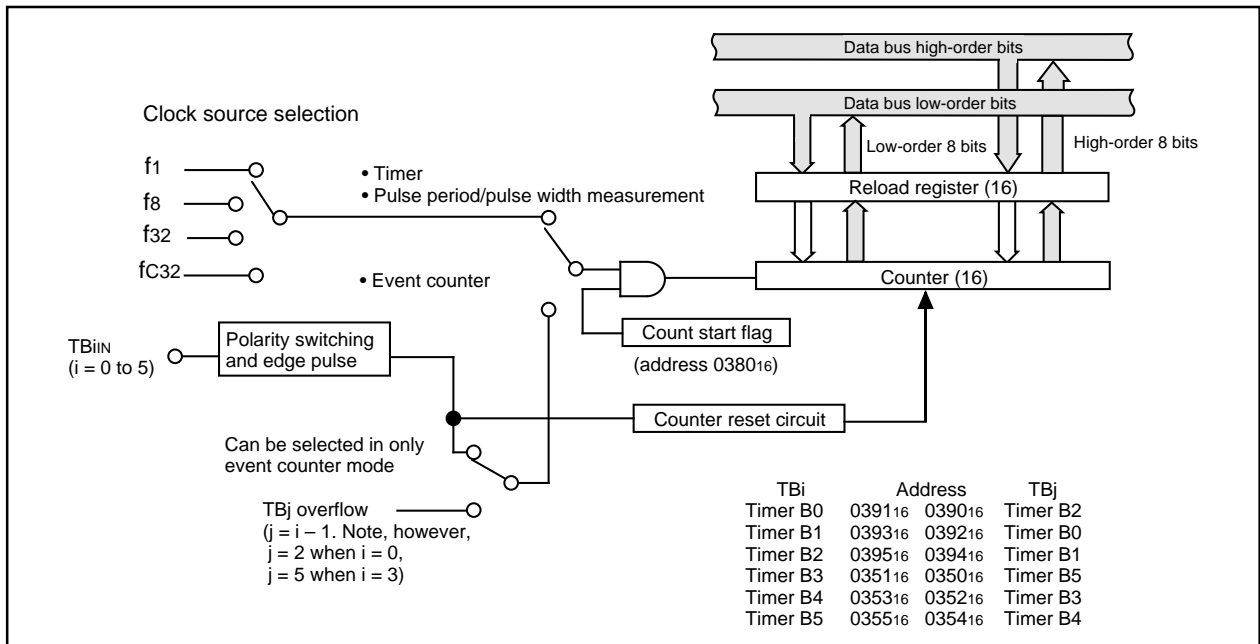 Data bus high-order bits
Data bus low-order bits
Clock source selection
Low-order 8 bits
High-order 8 bits
f1
• Timer
• Pulse period/pulse width measurement
Reload register (16)
f8
f32
fC32
• Event counter
Counter (16)
TBiIN
(i = 0 to 5)
Polarity switching
and edge pulse
Count start flag
(address 038016)
Counter reset circuit
Can be selected in only
event counter mode
TBj overflow
(j = i – 1. Note, however,
j = 2 when i = 0,
j = 5 when i = 3)
TBi Address TBj
Timer B0 039116 039016 Timer B2
Timer B1 039316 039216 Timer B0
Timer B2 039516 039416 Timer B1
Timer B3 035116 035016 Timer B5
Timer B4 035316 035216 Timer B3
Timer B5 035516 035416 Timer B4